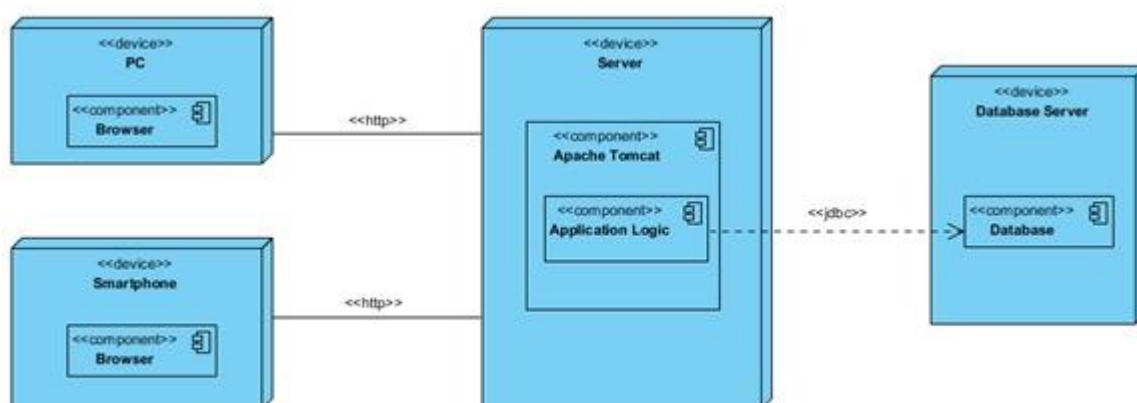 <<device>>
PC
<<component>>
Browser
<<http>>
<<device>>
Smartphone
<<component>>
Browser
<<http>>
<<device>>
Server
<<component>>
Apache Tomcat
<<component>>
Application Logic
<<jdbc>>
<<device>>
Database Server
<<component>>
Database